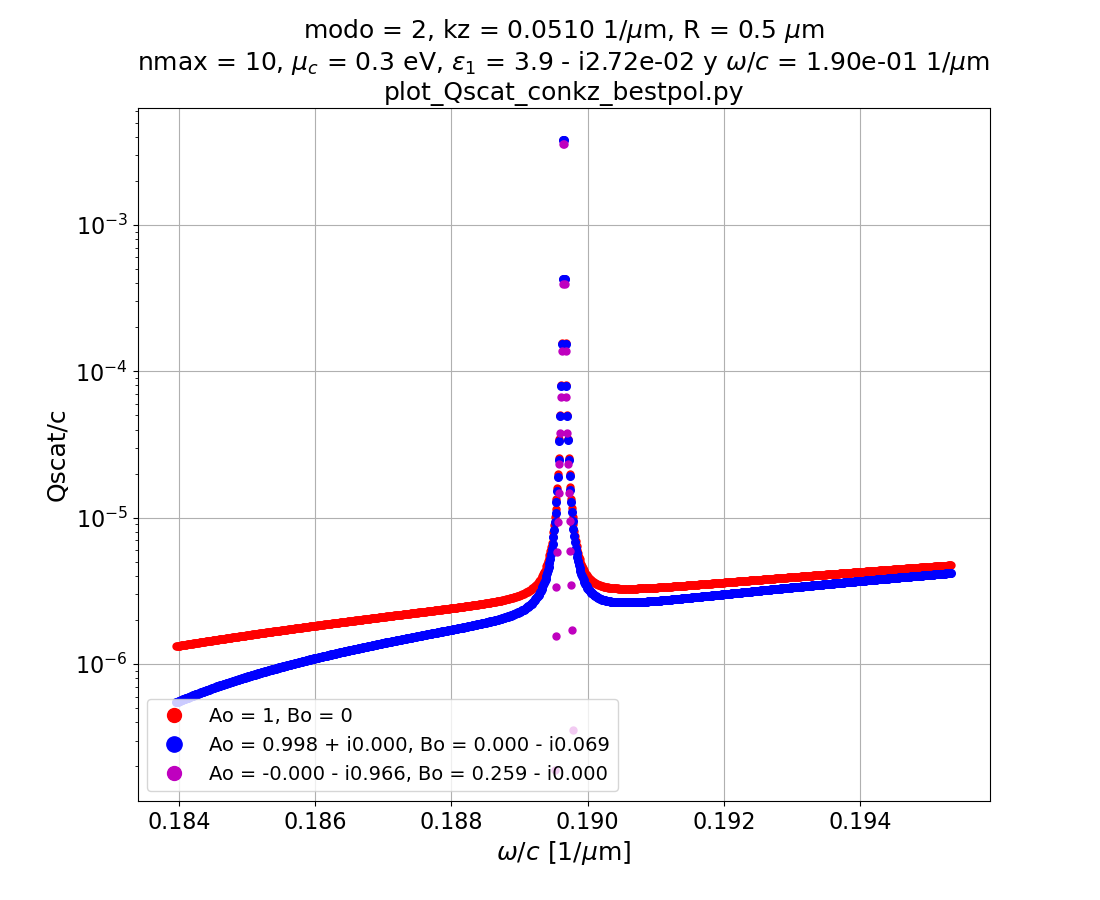 modo = 2, kz = 0.0510 1/μm, R = 0.5 μm
nmax = 10, μ_c = 0.3 eV, ε_1 = 3.9 - i2.72e-02 y ω/c = 1.90e-01 1/μm
plot_Qscat_conkz_bestpol.py
Qscat/c
10^{-3}
10^{-4}
10^{-5}
10^{-6}
Ao = 1, Bo = 0
Ao = 0.998 + i0.000, Bo = 0.000 - i0.069
Ao = -0.000 - i0.966, Bo = 0.259 - i0.000
0.184 0.186 0.188 0.190 0.192 0.194
ω/c [1/μm]